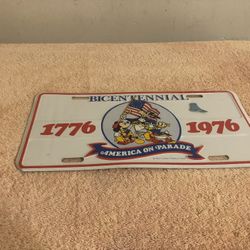 BICENTENNIAL
1776
1976
AMERICA ON PARADE